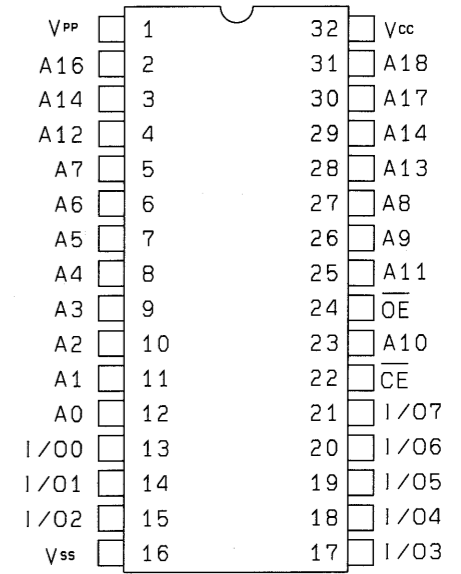 VPP 1 32 Vcc
A16 2 31 A18
A14 3 30 A17
A12 4 29 A14
A7 5 28 A13
A6 6 27 A8
A5 7 26 A9
A4 8 25 A11
A3 9 24 OE
A2 10 23 A10
A1 11 22 CE
A0 12 21 I/O7
I/O0 13 20 I/O6
I/O1 14 19 I/O5
I/O2 15 18 I/O4
Vss 16 17 I/O3